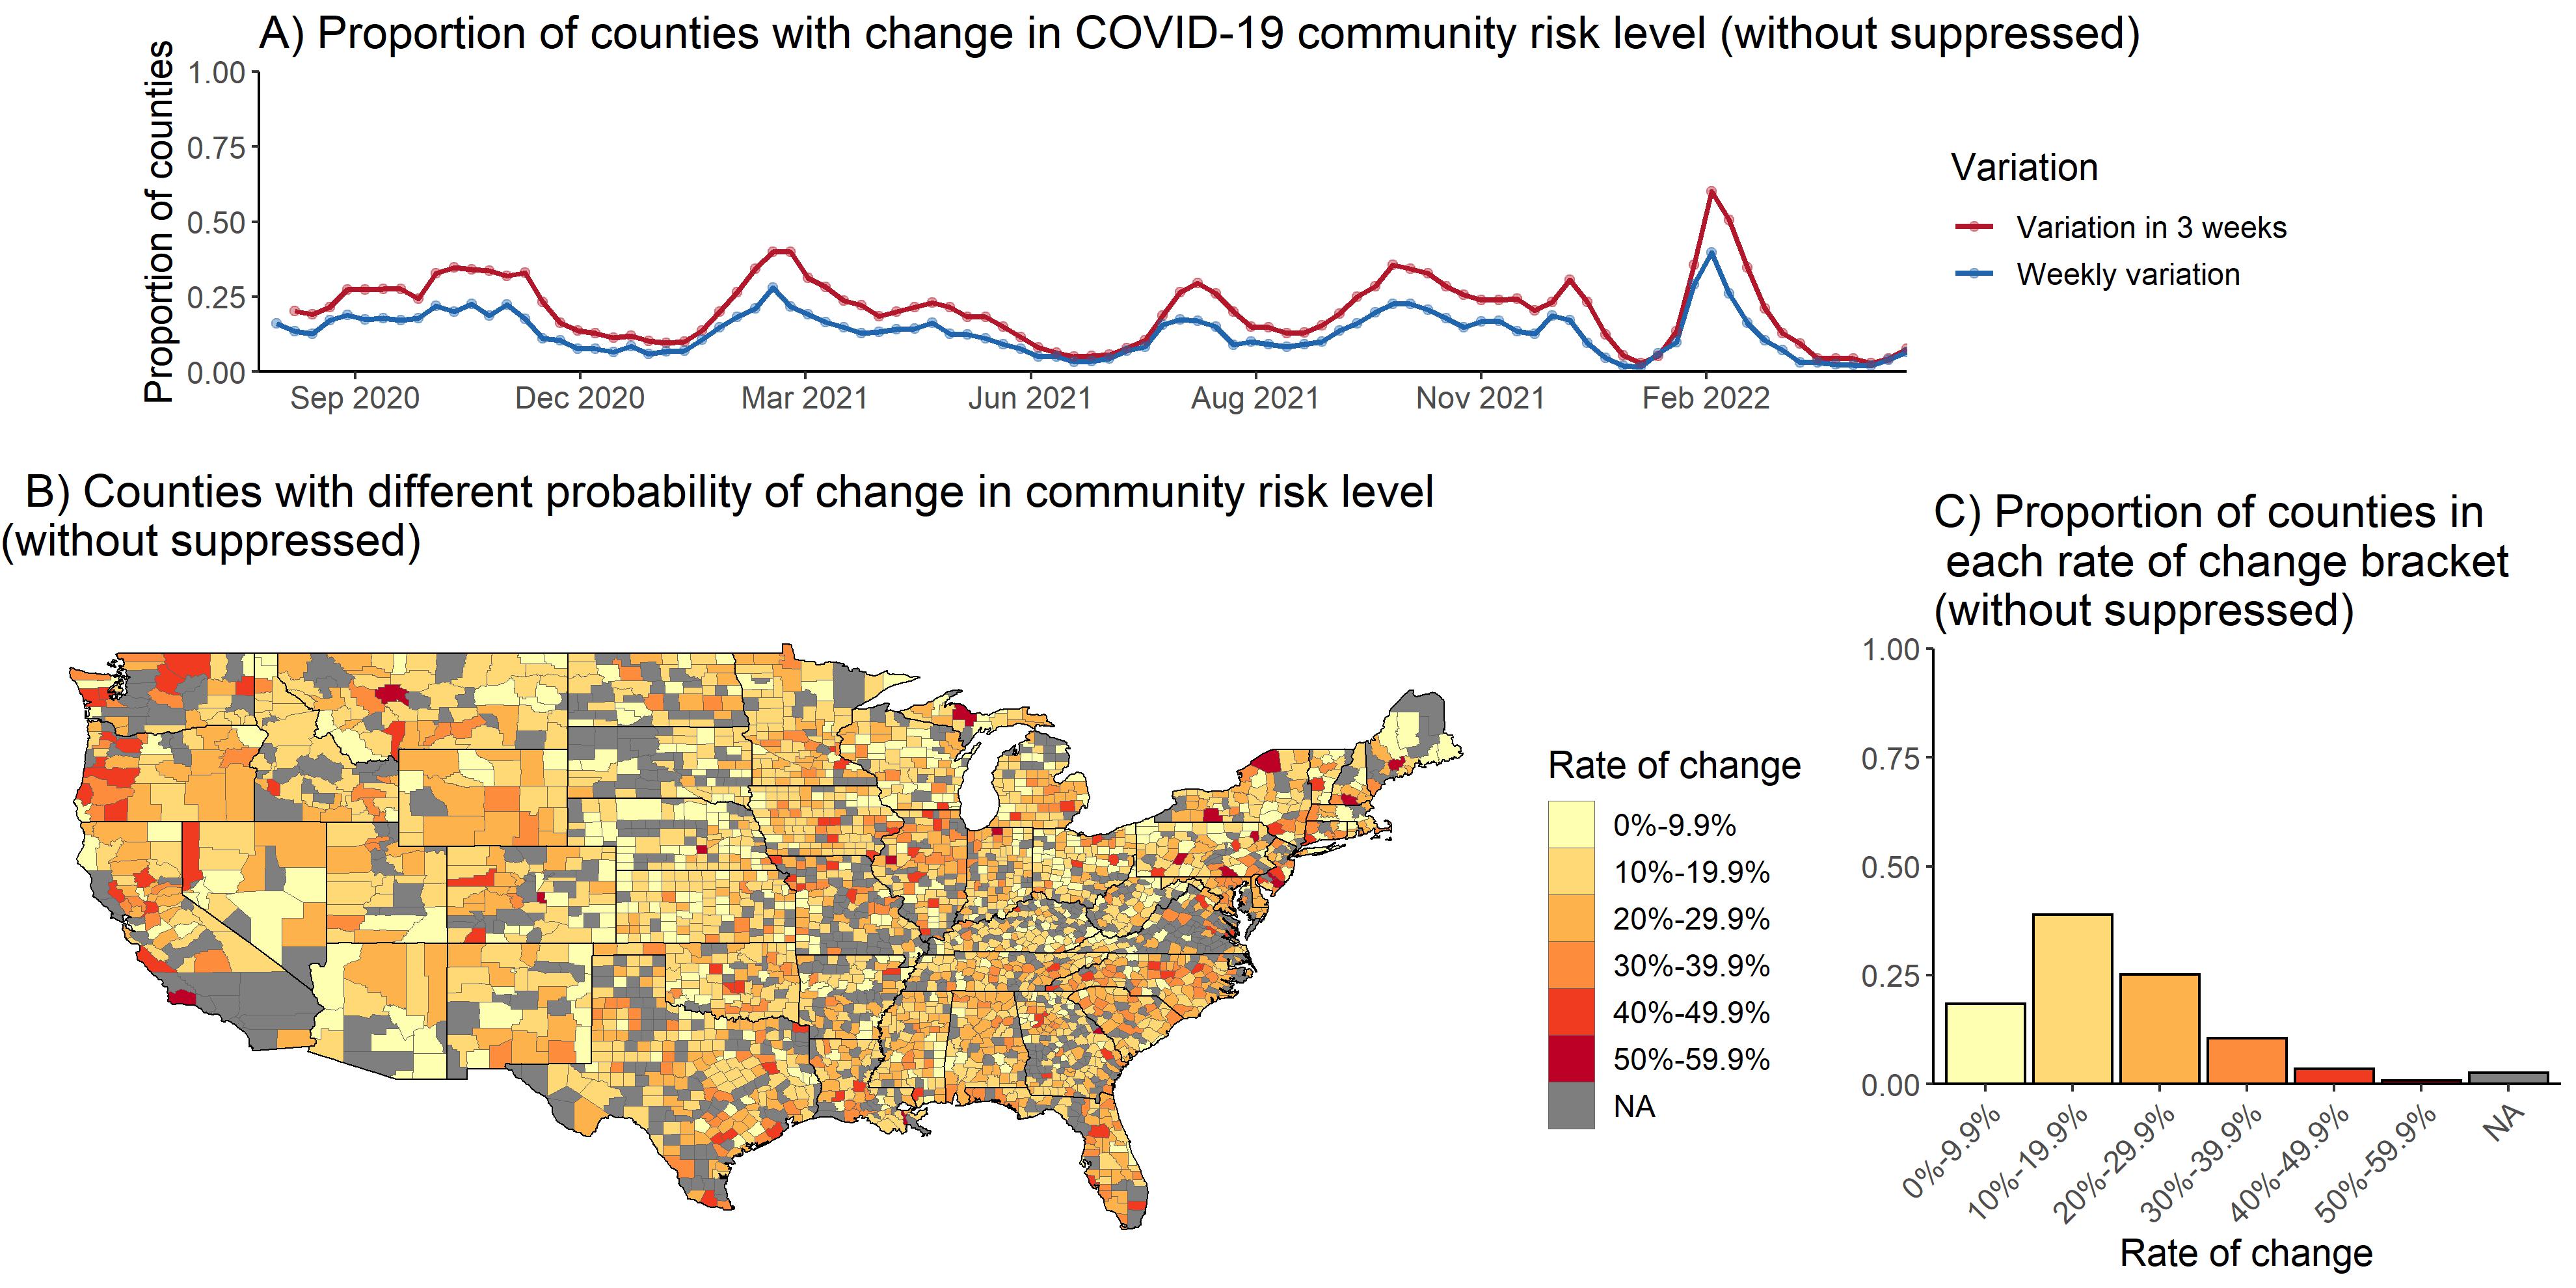 A) Proportion of counties with change in COVID-19 community risk level (without suppressed)
Proportion of counties
1.00
0.75
0.50
0.25
0.00
Sep 2020 Dec 2020 Mar 2021 Jun 2021 Aug 2021 Nov 2021 Feb 2022
Variation
Variation in 3 weeks
Weekly variation
B) Counties with different probability of change in community risk level
(without suppressed)
Rate of change
0%-9.9%
10%-19.9%
20%-29.9%
30%-39.9%
40%-49.9%
50%-59.9%
NA
C) Proportion of counties in
each rate of change bracket
(without suppressed)
1.00
0.75
0.50
0.25
0.00
0%-9.9%
10%-19.9%
20%-29.9%
30%-39.9%
40%-49.9%
50%-59.9%
NA
Rate of change